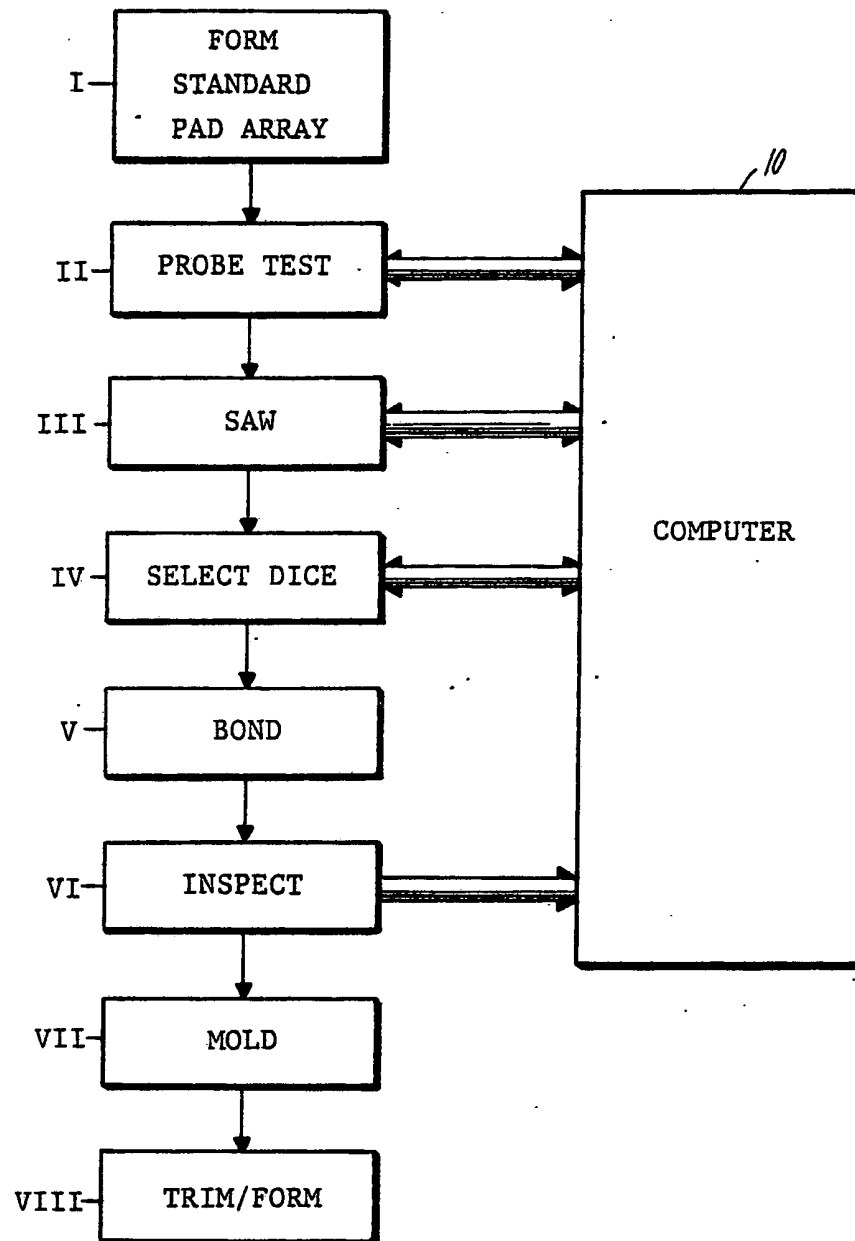 I
FORM
STANDARD
PAD ARRAY
10
II
PROBE TEST
III
SAW
IV
SELECT DICE
COMPUTER
V
BOND
VI
INSPECT
VII
MOLD
VIII
TRIM/FORM